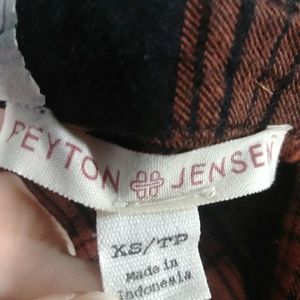 PEYTON JENSEN
XS/TP
Made in
Indonesia